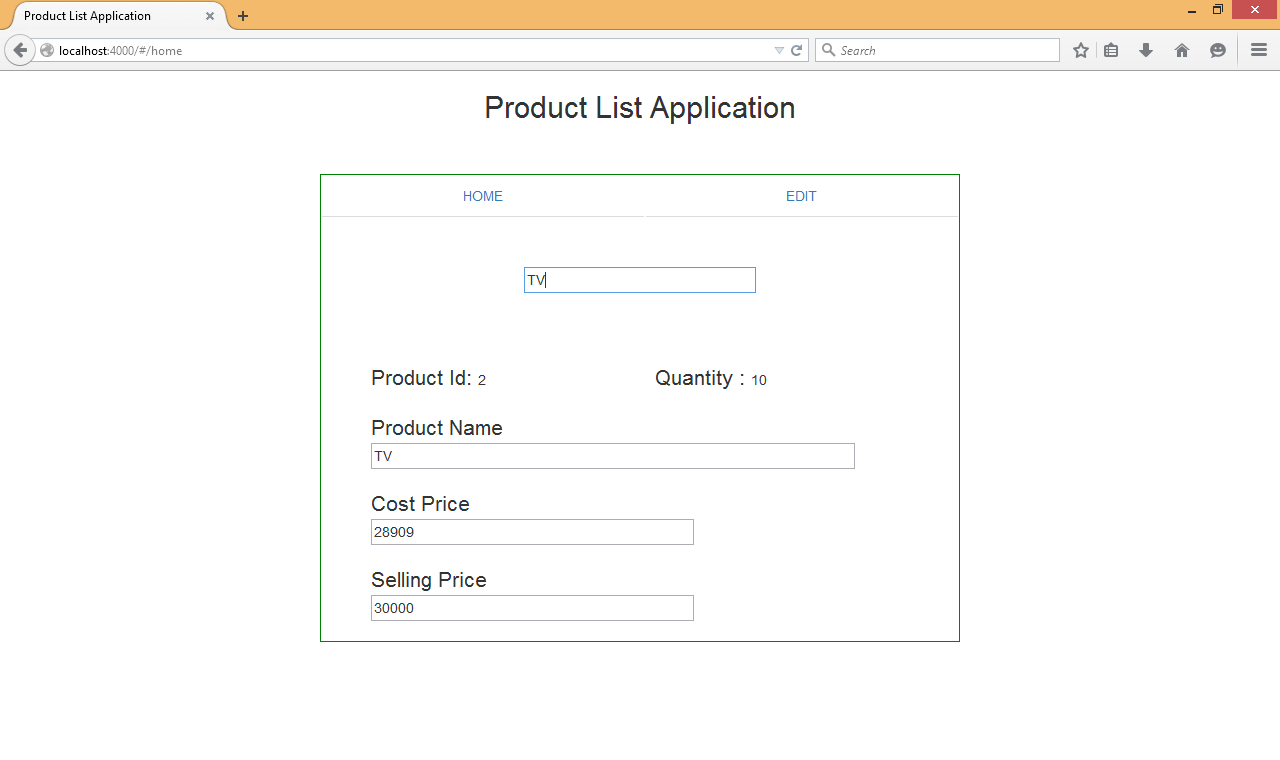 Product List Application
localhost:4000/#/home
Search
Product List Application
HOME EDIT
TV
Product Id: 2 Quantity : 10
Product Name
TV
Cost Price
28909
Selling Price
30000